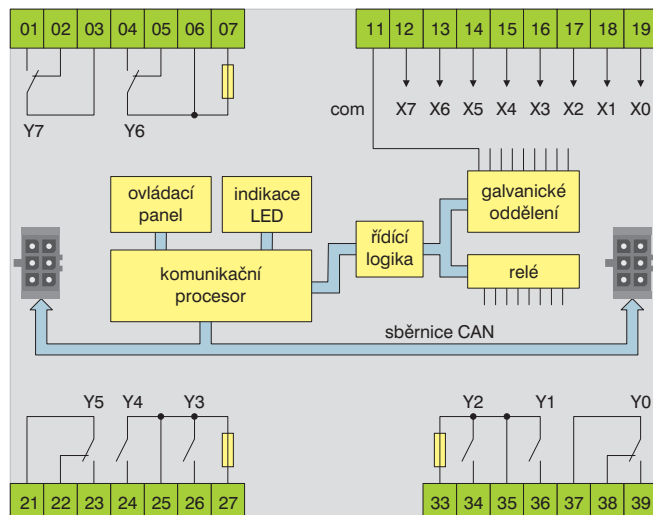 01 02 03 04 05 06 07
11 12 13 14 15 16 17 18 19
com X7 X6 X5 X4 X3 X2 X1 X0
Y7 Y6
ovládací
panel
indikace
LED
galvanické
oddělení
řídící
logika
komunikační
procesor
relé
sběrnice CAN
Y5 Y4 Y3
Y2 Y1 Y0
21 22 23 24 25 26 27
33 34 35 36 37 38 39